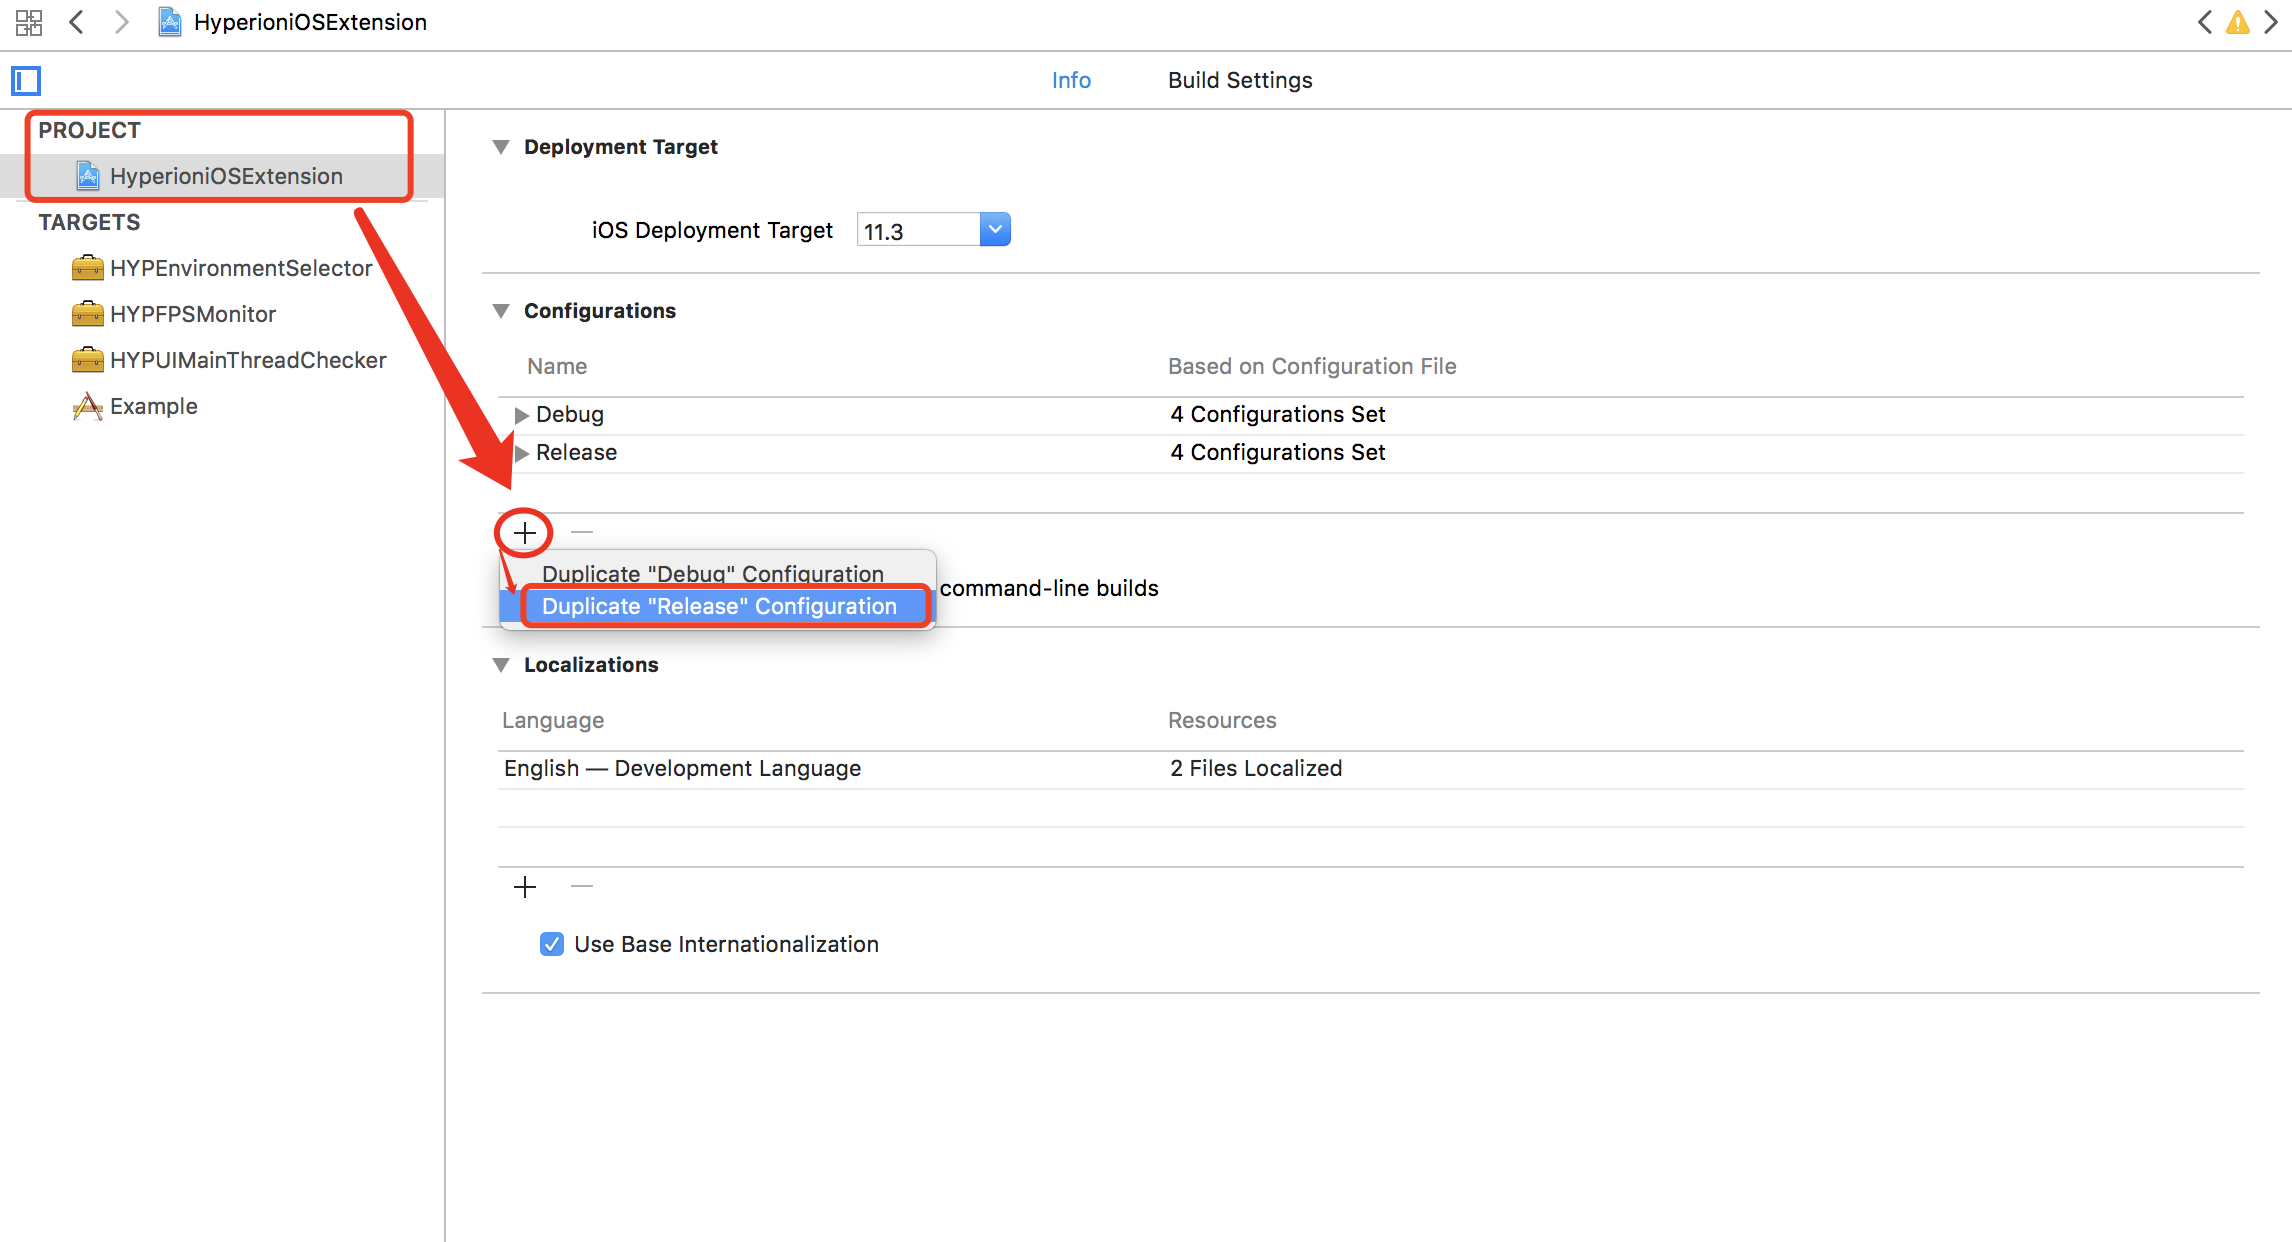 HyperioniOSExtension
Info Build Settings
PROJECT
HyperioniOSExtension
TARGETS
HYPEnvironmentSelector
HYPFPSMonitor
HYPUIMainThreadChecker
Example
Deployment Target
iOS Deployment Target 11.3
Configurations
Name Based on Configuration File
Debug 4 Configurations Set
Release 4 Configurations Set
Duplicate "Debug" Configuration
Duplicate "Release" Configuration
command-line builds
Localizations
Language Resources
English — Development Language 2 Files Localized
Use Base Internationalization